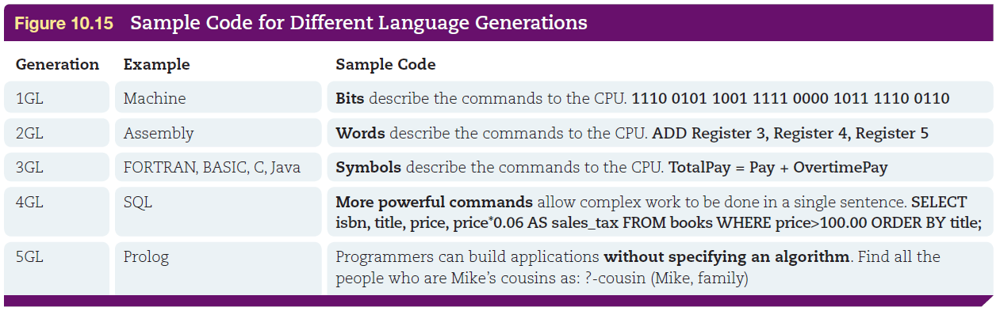 Figure 10.15 Sample Code for Different Language Generations
Generation Example Sample Code
1GL Machine Bits describe the commands to the CPU. 1110 0101 1001 1111 0000 1011 1110 0110
2GL Assembly Words describe the commands to the CPU. ADD Register 3, Register 4, Register 5
3GL FORTRAN, BASIC, C, Java Symbols describe the commands to the CPU. TotalPay = Pay + OvertimePay
4GL SQL More powerful commands allow complex work to be done in a single sentence. SELECT
isbn, title, price, price*0.06 AS sales_tax FROM books WHERE price>100.00 ORDER BY title;
5GL Prolog Programmers can build applications without specifying an algorithm. Find all the
people who are Mike's cousins as: ?-cousin (Mike, family)